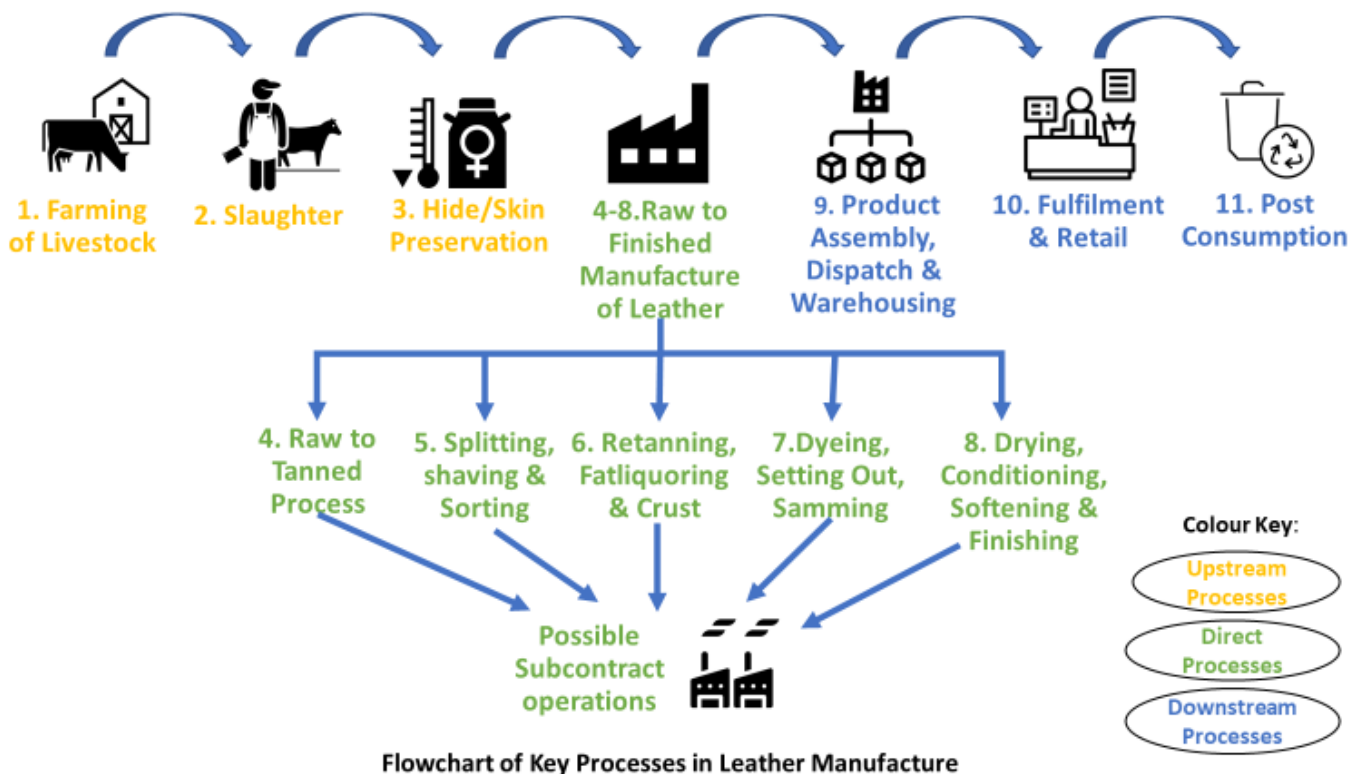 1. Farming
of Livestock
2. Slaughter
3. Hide/Skin
Preservation
4-8.Raw to
Finished
Manufacture
of Leather
9. Product
Assembly,
Dispatch &
Warehousing
10. Fulfilment
& Retail
11. Post
Consumption
4. Raw to
Tanned
Process
5. Splitting,
shaving &
Sorting
6. Retanning,
Fatliquoring
& Crust
7.Dyeing,
Setting Out,
Samming
8. Drying,
Conditioning,
Softening &
Finishing
Possible
Subcontract
operations
Colour Key:
Upstream
Processes
Direct
Processes
Downstream
Processes
Flowchart of Key Processes in Leather Manufacture